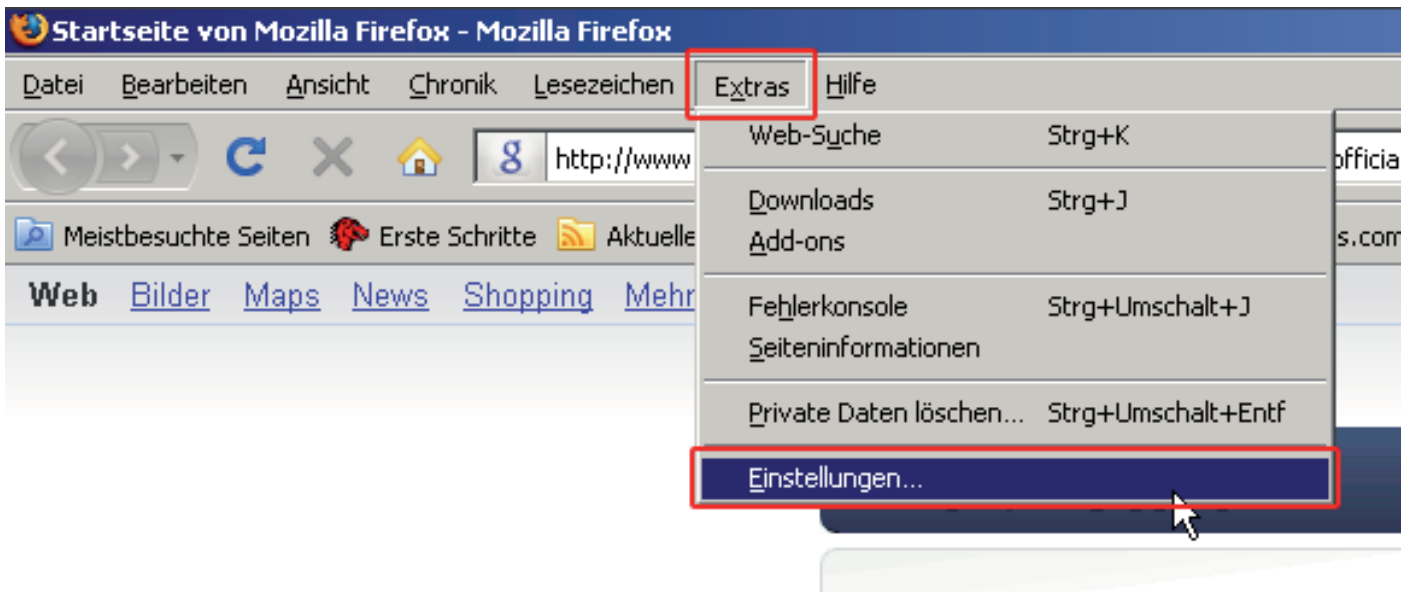 Startseite von Mozilla Firefox - Mozilla Firefox
Datei Bearbeiten Ansicht Chronik Lesezeichen Extras Hilfe
Web-Suche Strg+K
8 http://www officia
Downloads Strg+J
Meistbesuchte Seiten Erste Schritte Aktuelle s.com
Add-ons
Web Bilder Maps News Shopping Mehr
Fehlerkonsole Strg+Umschalt+J
Seiteninformationen
Private Daten löschen... Strg+Umschalt+Entf
Einstellungen...